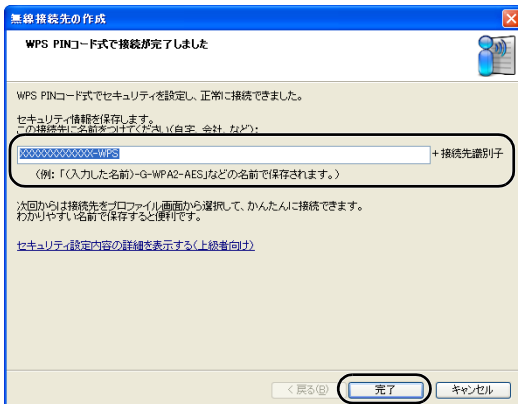 無線接続先の作成
WPS PINコード式で接続が完了しました
WPS PINコード式でセキュリティを設定し、正常に接続できました。
セキュリティ情報を保存します。
この接続先に名前をつけてください(自宅、会社、など):
XXXXXXXXXXXX-WPS +接続先識別子
(例:「(入力した名前)-G-WPA2-AES」などの名前で保存されます。)
次回からは接続先をプロファイル画面から選択して、かんたんに接続できます。
わかりやすい名前で保存すると便利です。
セキュリティ設定内容の詳細を表示する(上級者向け)
< 戻る(B) 完了 キャンセル